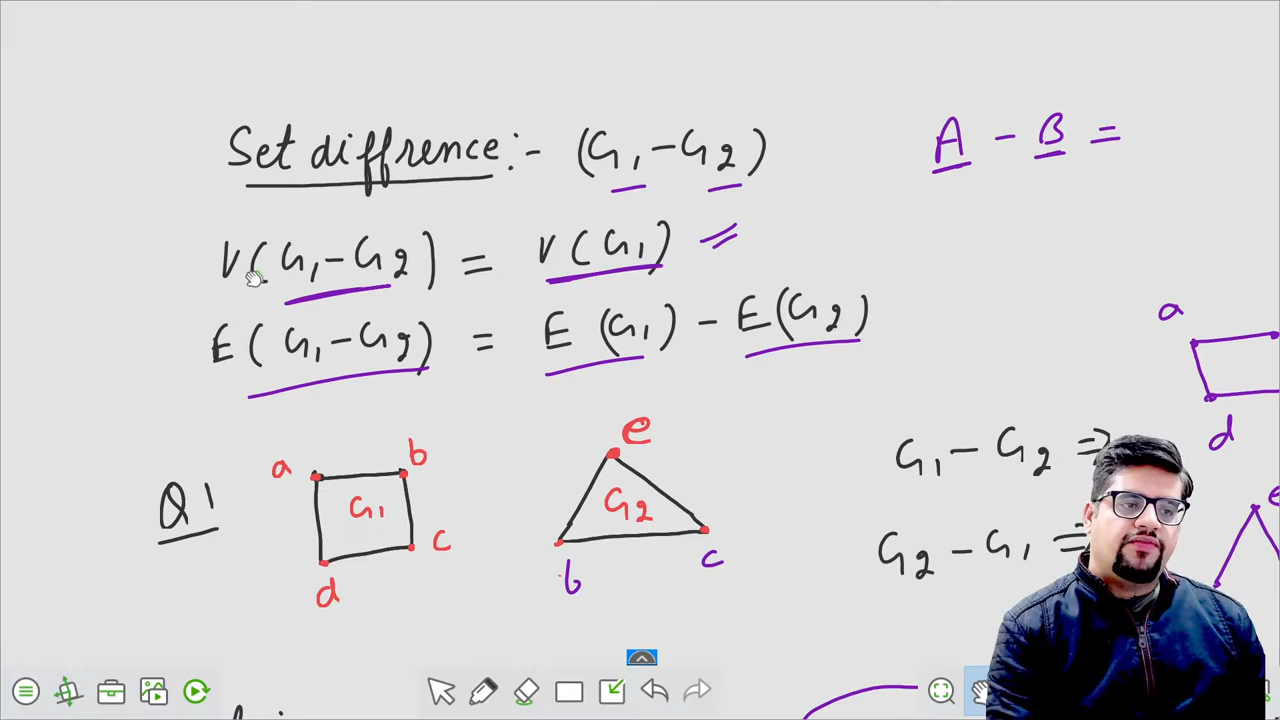 Set diffrence:- (G1-G2)
A - B =
V(G1-G2) = V(G1)
E(G1-G2) = E(G1) - E(G2)
Q1
a
b
G1
c
d
e
G2
b
c
G1-G2 =>
G2-G1 =>
a
d
e